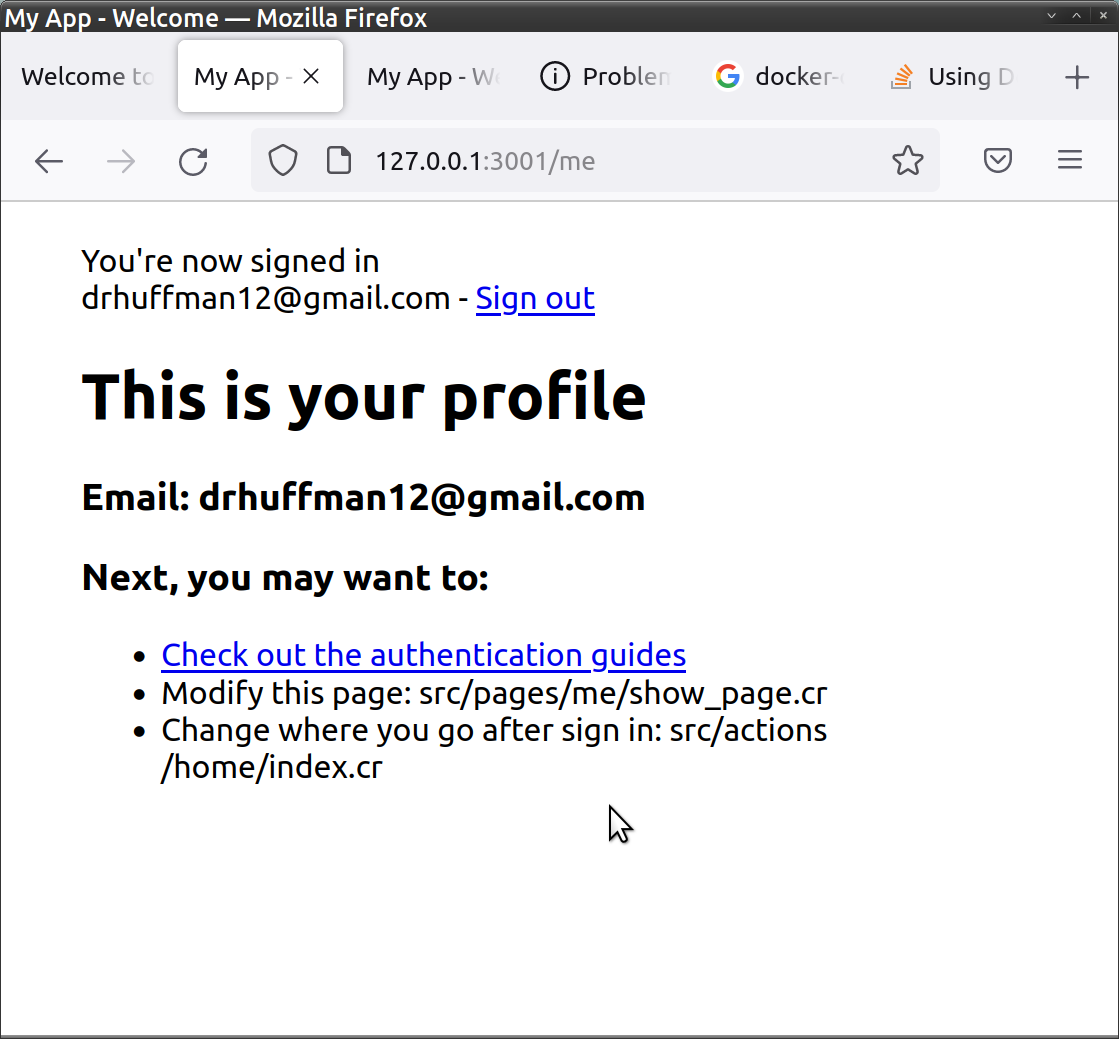 My App - Welcome — Mozilla Firefox
Welcome to
My App -
My App - We
Problem
docker-
Using D
127.0.0.1:3001/me
You're now signed in
drhuffman12@gmail.com - Sign out
This is your profile
Email: drhuffman12@gmail.com
Next, you may want to:
• Check out the authentication guides
• Modify this page: src/pages/me/show_page.cr
• Change where you go after sign in: src/actions
/home/index.cr